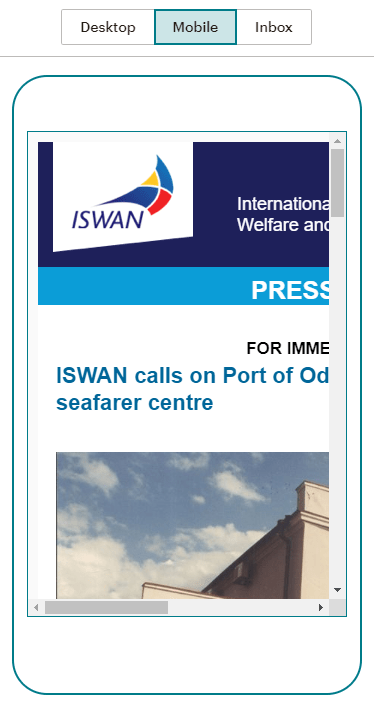 Desktop Mobile Inbox
ISWAN
Internationa
Welfare and
PRESS
FOR IMME
ISWAN calls on Port of Od
seafarer centre